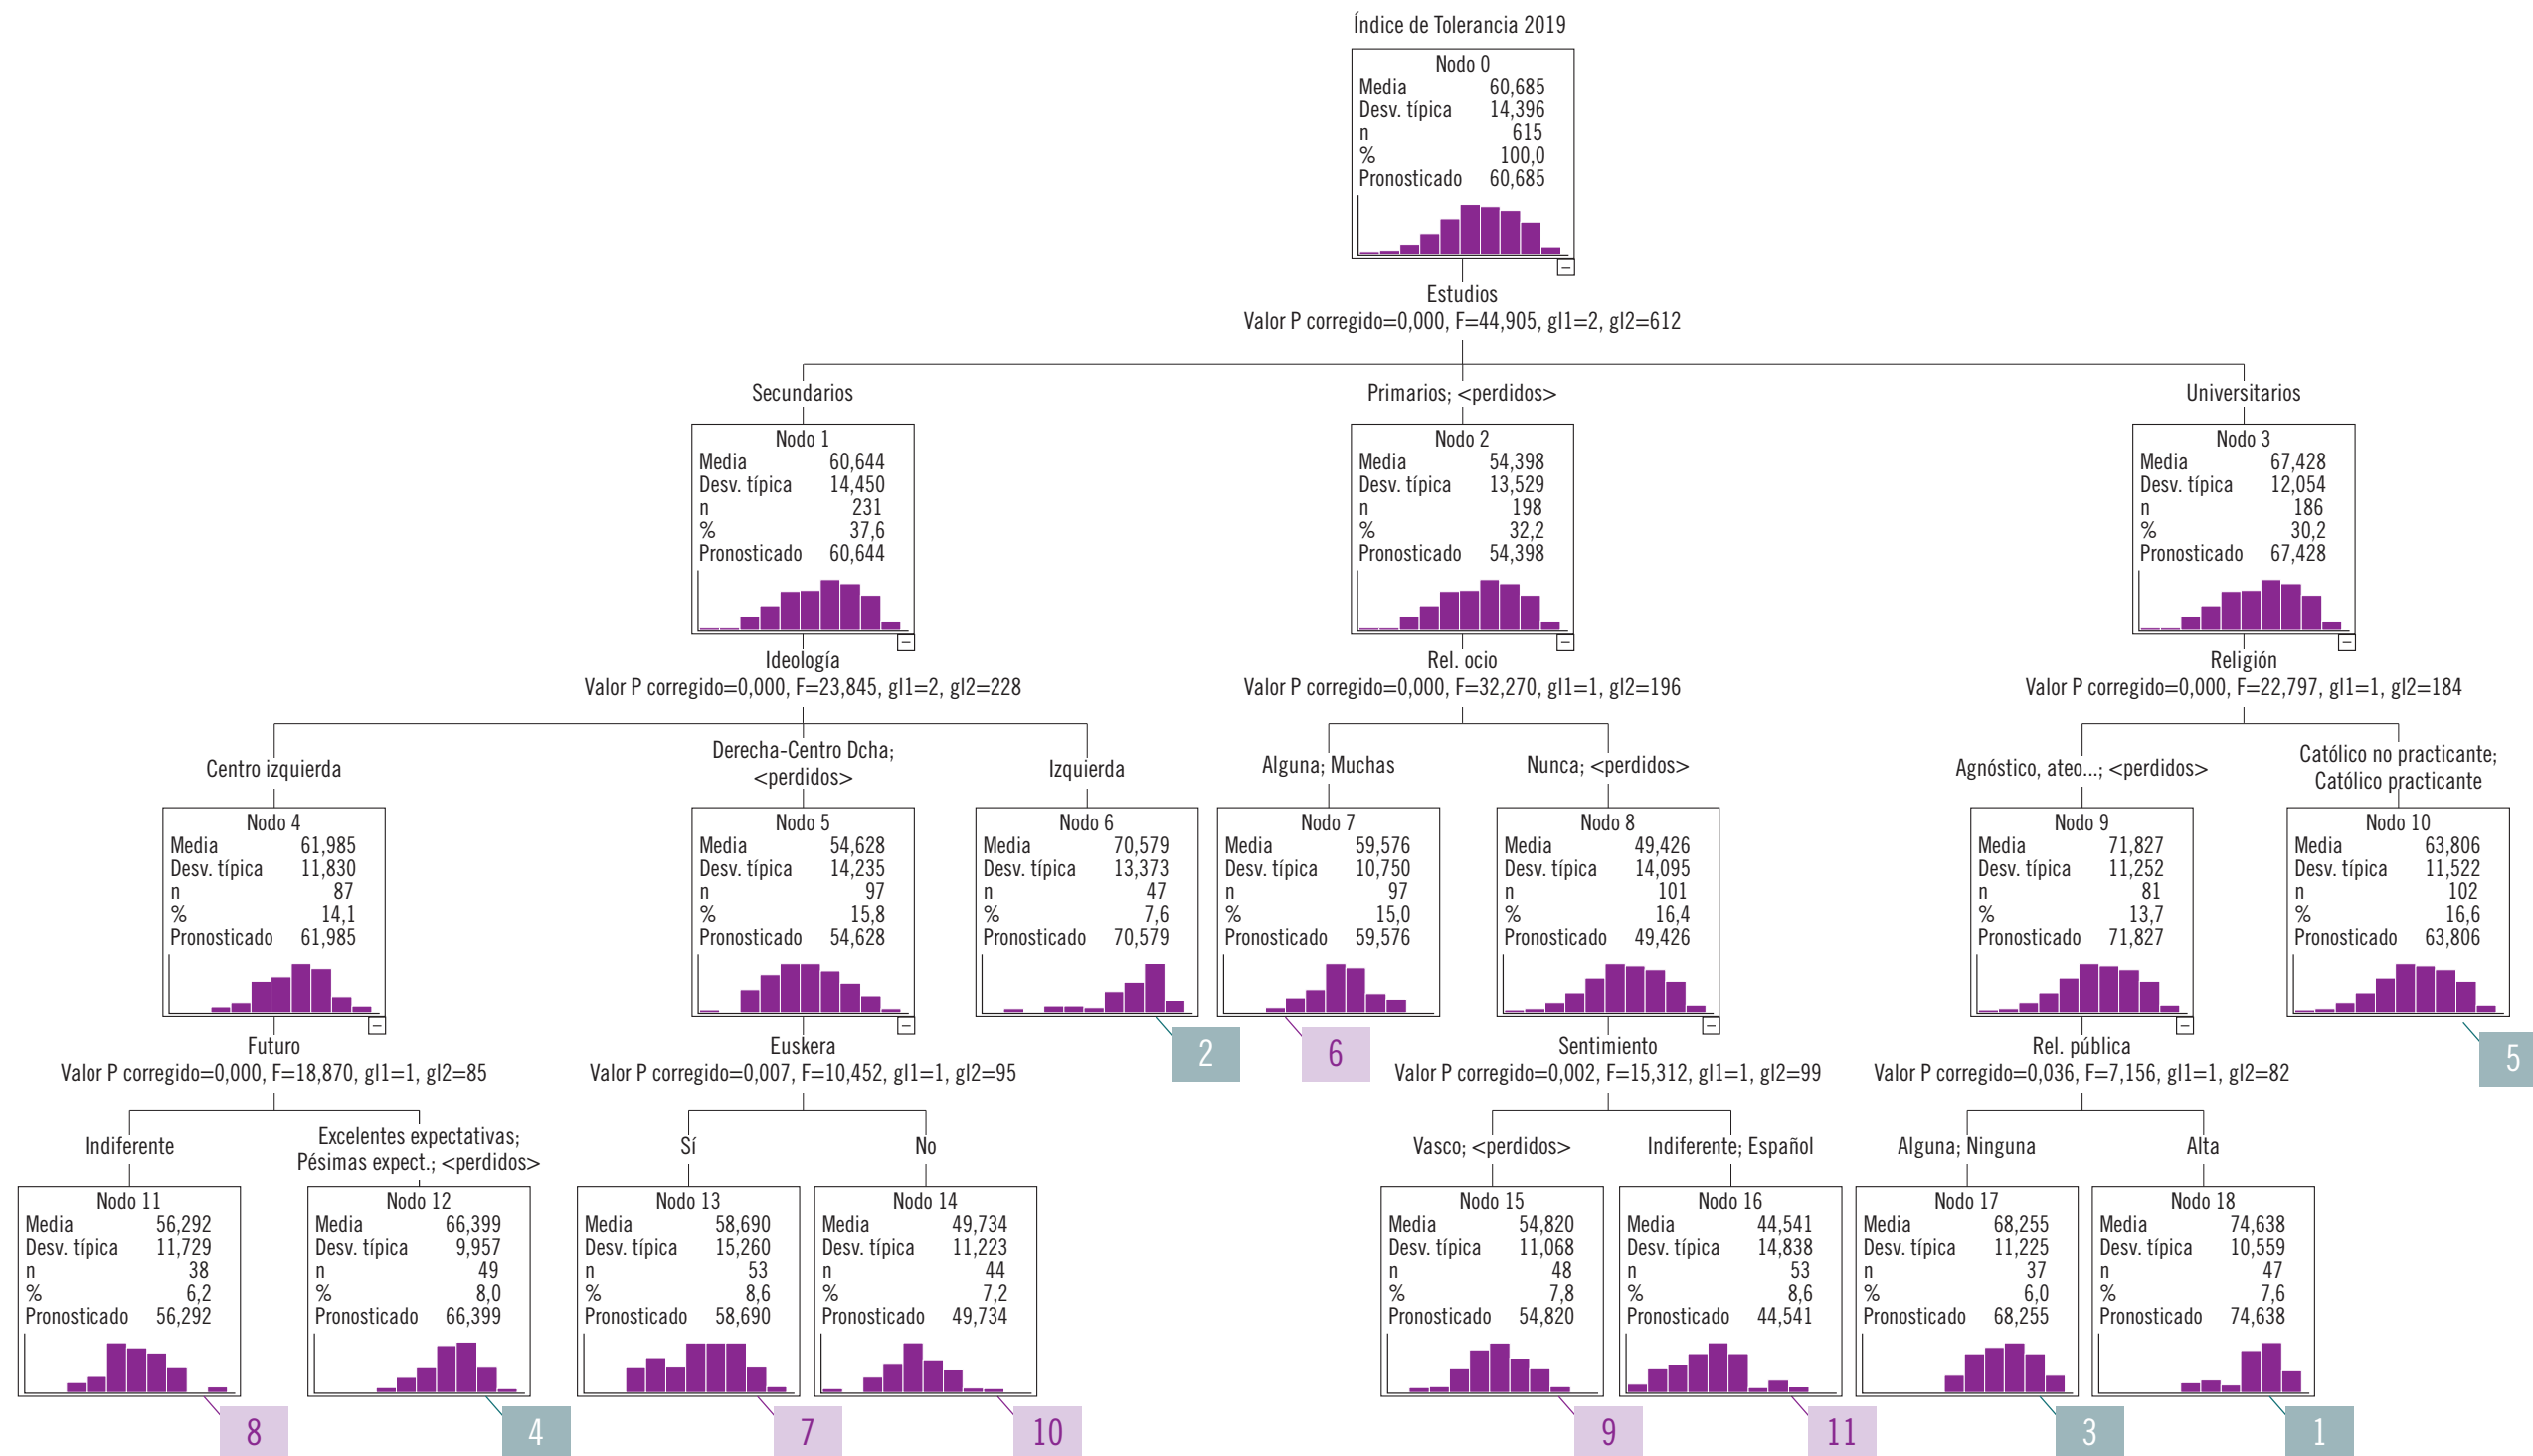 Índice de Tolerancia 2019
Nodo 0
Media 60,685
Desv. típica 14,396
n 615
% 100,0
Pronosticado 60,685
Estudios
Valor P corregido=0,000, F=44,905, gl1=2, gl2=612
Secundarios
Nodo 1
Media 60,644
Desv. típica 14,450
n 231
% 37,6
Pronosticado 60,644
Primarios; <perdidos>
Nodo 2
Media 54,398
Desv. típica 13,529
n 198
% 32,2
Pronosticado 54,398
Universitarios
Nodo 3
Media 67,428
Desv. típica 12,054
n 186
% 30,2
Pronosticado 67,428
Ideología
Valor P corregido=0,000, F=23,845, gl1=2, gl2=228
Rel. ocio
Valor P corregido=0,000, F=32,270, gl1=1, gl2=196
Religión
Valor P corregido=0,000, F=22,797, gl1=1, gl2=184
Centro izquierda
Nodo 4
Media 61,985
Desv. típica 11,830
n 87
% 14,1
Pronosticado 61,985
Derecha-Centro Dcha;
<perdidos>
Nodo 5
Media 54,628
Desv. típica 14,235
n 97
% 15,8
Pronosticado 54,628
Izquierda
Nodo 6
Media 70,579
Desv. típica 13,373
n 47
% 7,6
Pronosticado 70,579
2
Alguna; Muchas
Nodo 7
Media 59,576
Desv. típica 10,750
n 97
% 15,0
Pronosticado 59,576
6
Nunca; <perdidos>
Nodo 8
Media 49,426
Desv. típica 14,095
n 101
% 16,4
Pronosticado 49,426
Agnóstico, ateo...; <perdidos>
Nodo 9
Media 71,827
Desv. típica 11,252
n 81
% 13,7
Pronosticado 71,827
Católico no practicante;
Católico practicante
Nodo 10
Media 63,806
Desv. típica 11,522
n 102
% 16,6
Pronosticado 63,806
5
Futuro
Valor P corregido=0,000, F=18,870, gl1=1, gl2=85
Euskera
Valor P corregido=0,007, F=10,452, gl1=1, gl2=95
Sentimiento
Valor P corregido=0,002, F=15,312, gl1=1, gl2=99
Rel. pública
Valor P corregido=0,036, F=7,156, gl1=1, gl2=82
Indiferente
Nodo 11
Media 56,292
Desv. típica 11,729
n 38
% 6,2
Pronosticado 56,292
8
Excelentes expectativas;
Pésimas expect.; <perdidos>
Nodo 12
Media 66,399
Desv. típica 9,957
n 49
% 8,0
Pronosticado 66,399
4
Sí
Nodo 13
Media 58,690
Desv. típica 15,260
n 53
% 8,6
Pronosticado 58,690
7
No
Nodo 14
Media 49,734
Desv. típica 11,223
n 44
% 7,2
Pronosticado 49,734
10
Vasco; <perdidos>
Nodo 15
Media 54,820
Desv. típica 11,068
n 48
% 7,8
Pronosticado 54,820
9
Indiferente; Español
Nodo 16
Media 44,541
Desv. típica 14,838
n 53
% 8,6
Pronosticado 44,541
11
Alguna; Ninguna
Nodo 17
Media 68,255
Desv. típica 11,225
n 37
% 6,0
Pronosticado 68,255
3
Alta
Nodo 18
Media 74,638
Desv. típica 10,559
n 47
% 7,6
Pronosticado 74,638
1